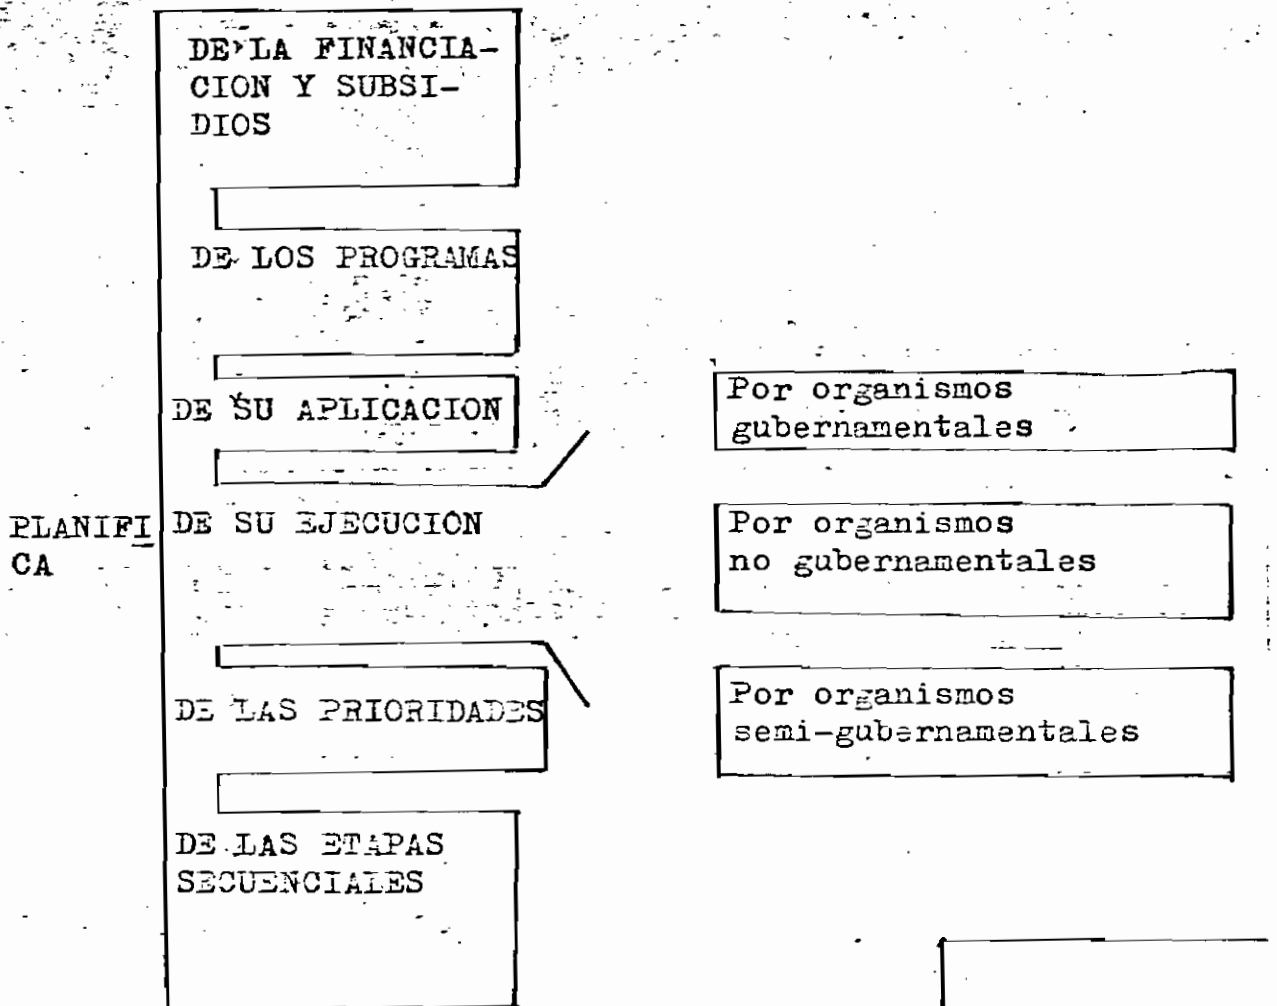 DE LA FINANCIA-
CION Y SUBSI-
DIOS
DE LOS PROGRAMAS
DE SU APLICACION
PLANIFI
CA
DE SU EJECUCIÓN
DE LAS PRIORIDADES
DE LAS ETAPAS
SECUENCIALES
Por organismos
gubernamentales
Por organismos
no gubernamentales
Por organismos
semi-gubernamentales